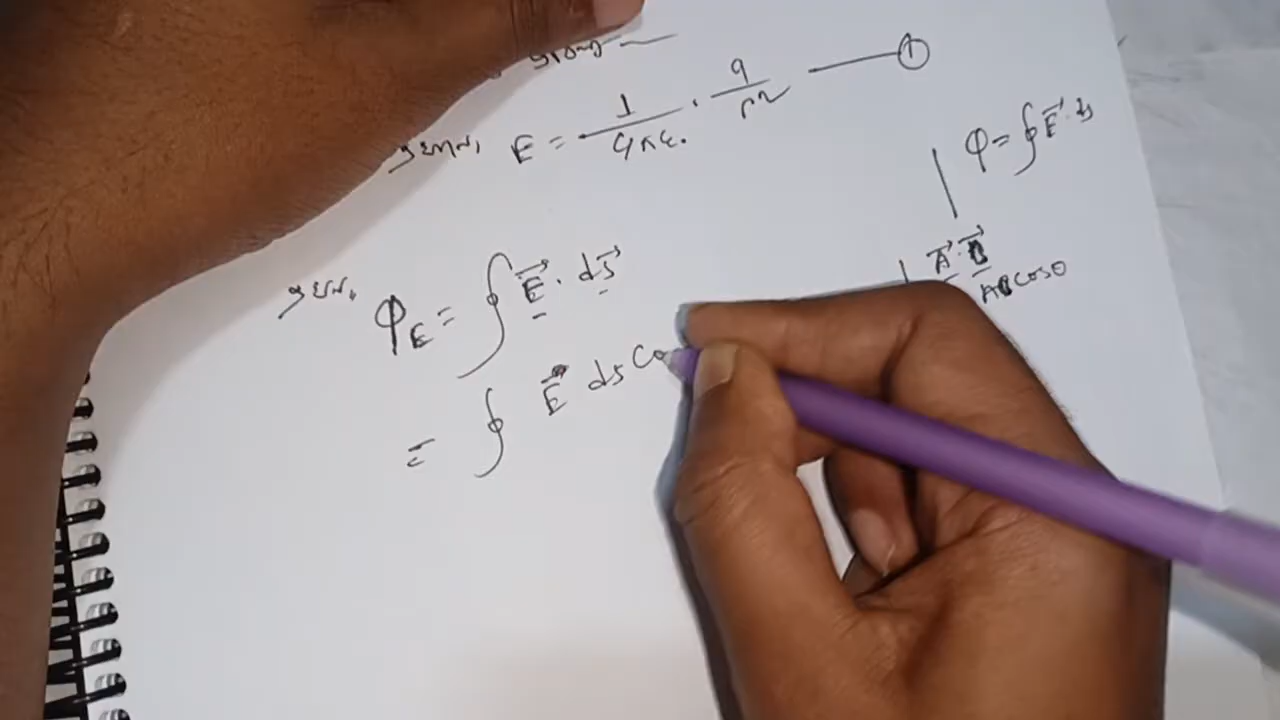 E = 1/4πε₀ · q/r² —— ①
φ = ∮ E⃗ · ds
φ_E = ∮ E⃗ · ds⃗
A⃗ · B⃗
ABcosθ
= ∮ E ds Co